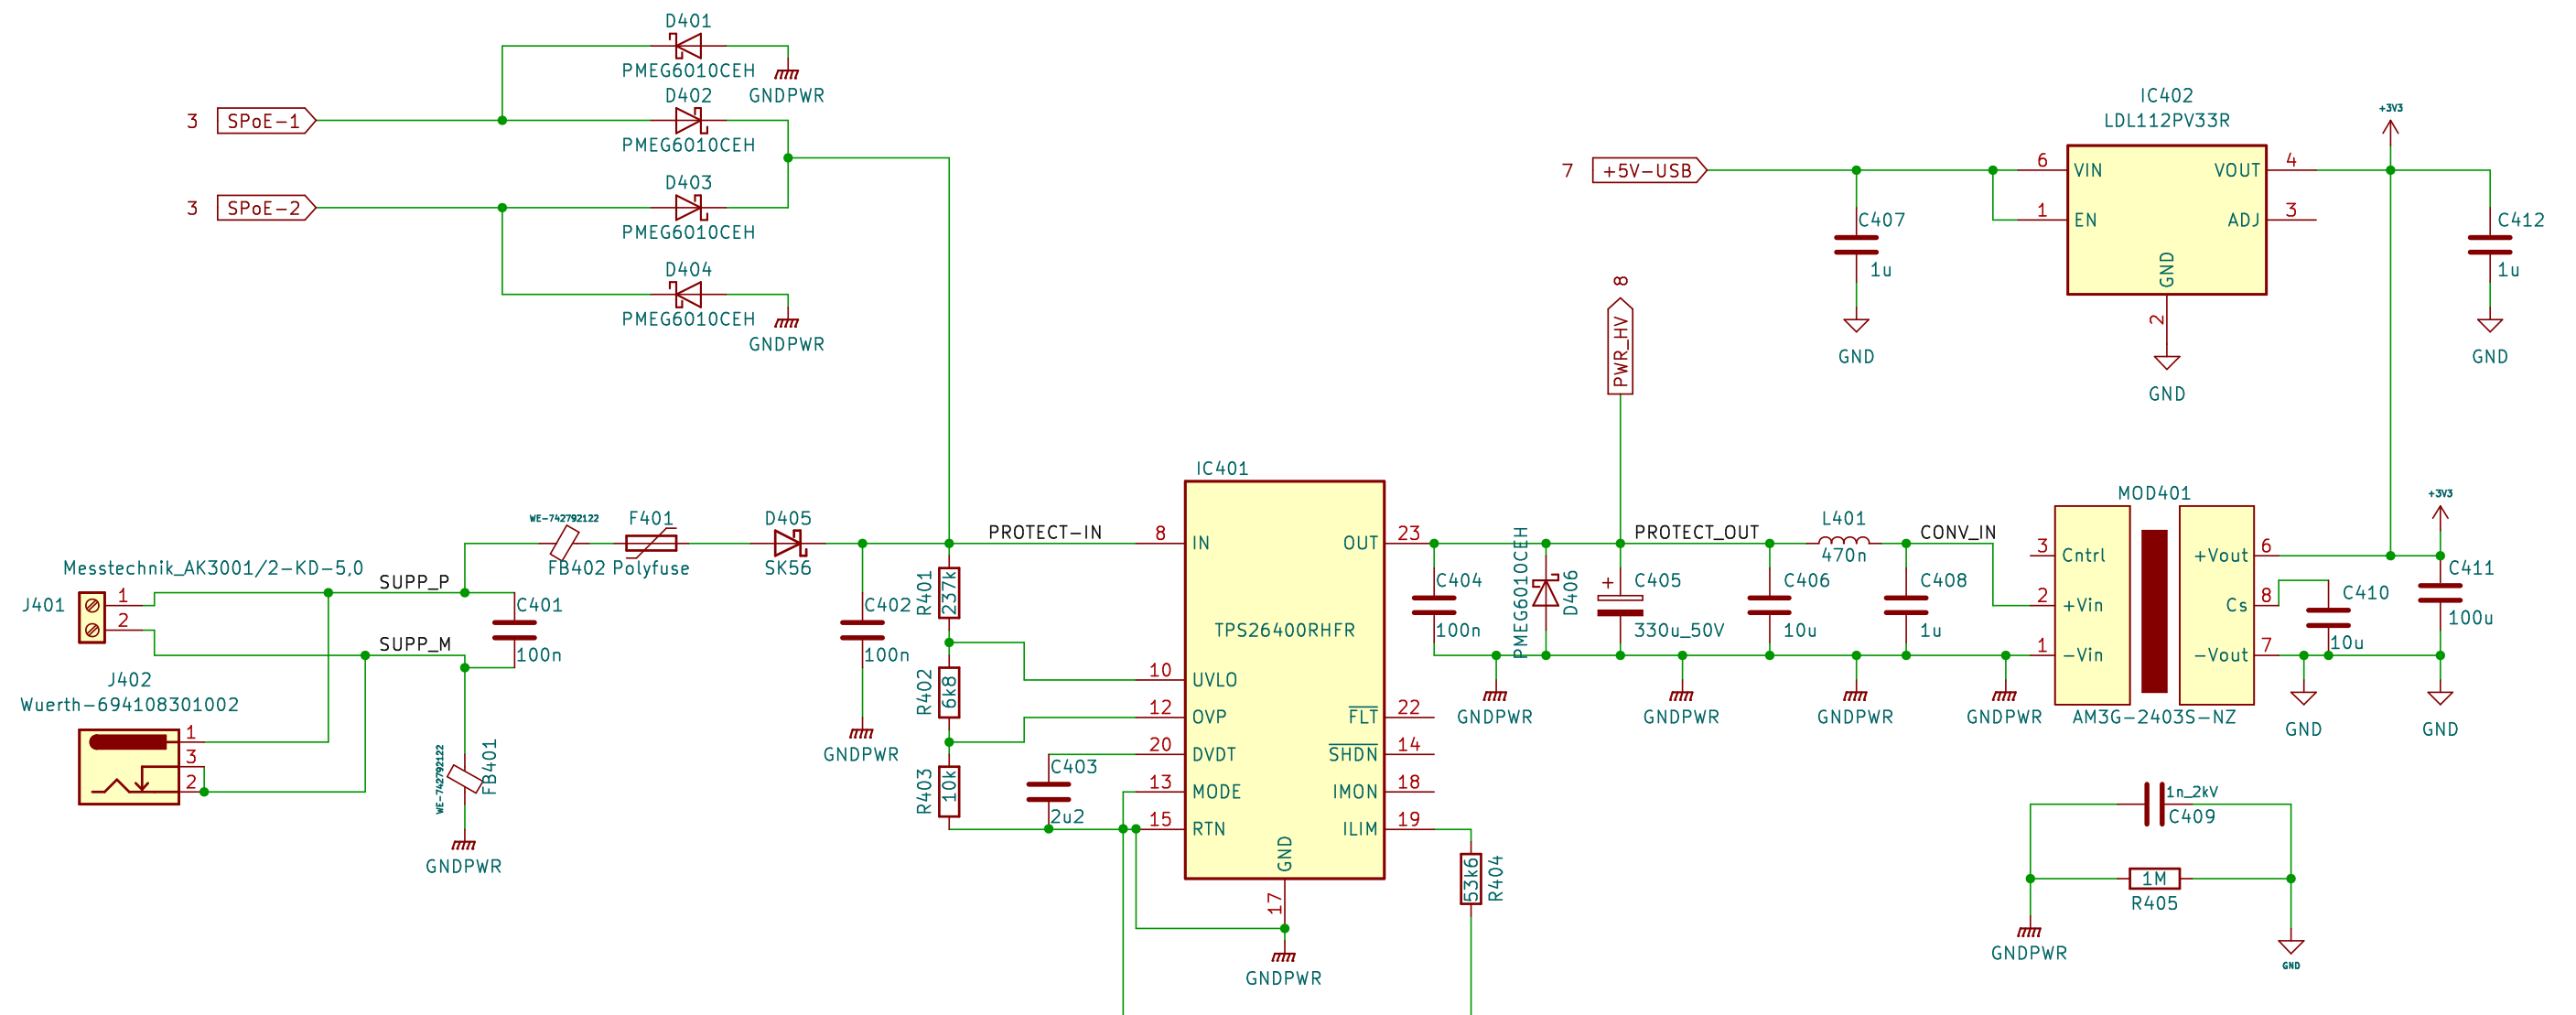 D401
PMEG6010CEH
GNDPWR
D402
PMEG6010CEH
3 SPoE-1
D403
PMEG6010CEH
3 SPoE-2
D404
PMEG6010CEH
GNDPWR
IC402
LDL112PV33R
+3V3
7 +5V-USB
6 VIN
VOUT 4
1 EN
ADJ 3
GND
2
GND
C407
1u
GND
C412
1u
GND
8
PWR_HV
Messtechnik_AK3001/2-KD-5,0
J401
1
2
SUPP_P
SUPP_M
J402
Wuerth-694108301002
1
3
2
C401
100n
WE-742792122
FB401
GNDPWR
WE-742792122
FB402
F401
Polyfuse
D405
SK56
C402
100n
GNDPWR
R401
237k
R402
6k8
R403
10k
C403
2u2
PROTECT-IN
IC401
TPS26400RHFR
8 IN
OUT 23
10 UVLO
12 OVP
FLT 22
20 DVDT
SHDN 14
13 MODE
IMON 18
15 RTN
ILIM 19
GND
17
GNDPWR
53k6
R404
C404
100n
GNDPWR
PMEG6010CEH
D406
C405
+
330u_50V
GNDPWR
PROTECT_OUT
C406
10u
L401
470n
GNDPWR
C408
1u
CONV_IN
GNDPWR
MOD401
3 Cntrl
+Vout 6
2 +Vin
Cs 8
1 -Vin
-Vout 7
AM3G-2403S-NZ
+3V3
C410
10u
GND
C411
100u
GND
1n_2kV
C409
1M
R405
GNDPWR
GND